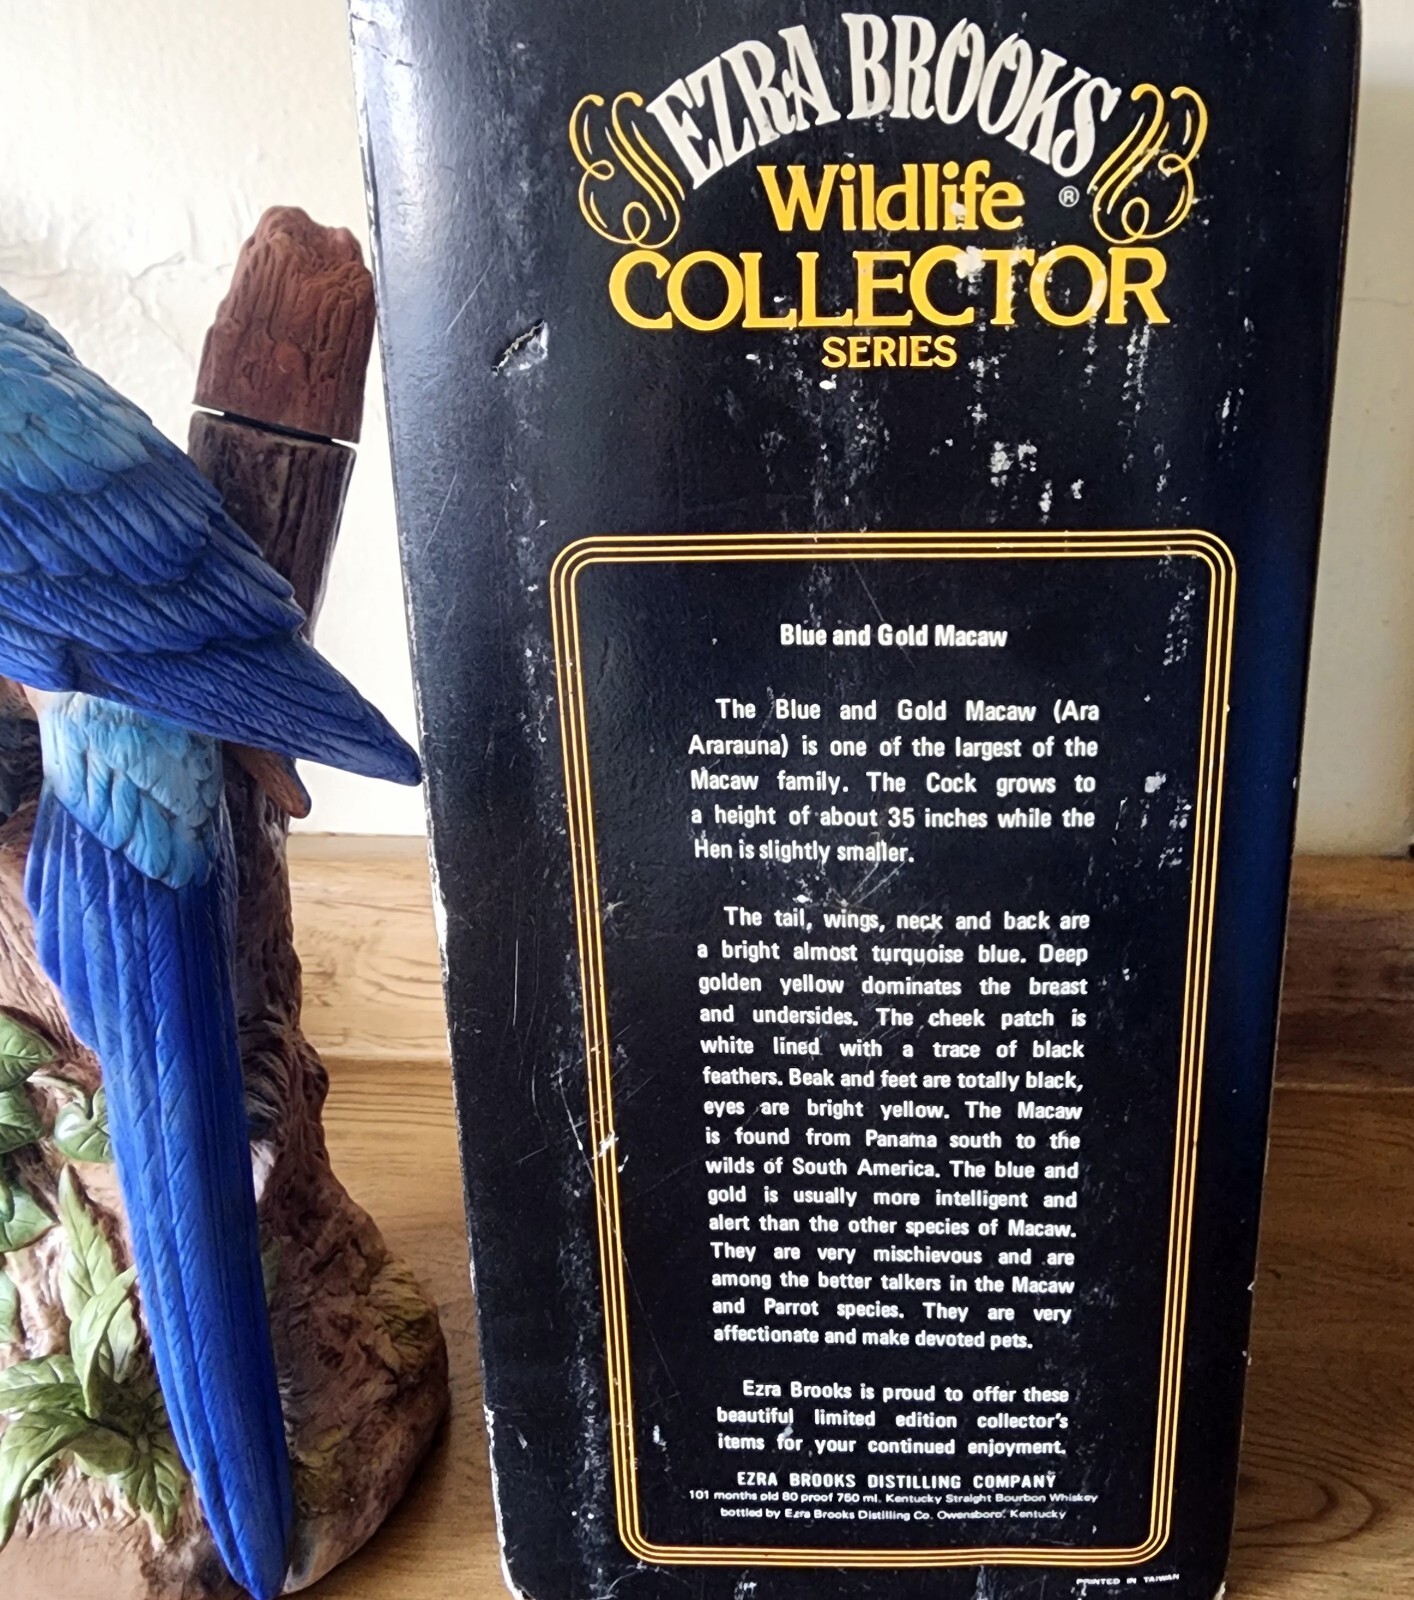 EZRA BROOKS
Wildlife ®
COLLECTOR
SERIES
Blue and Gold Macaw
The Blue and Gold Macaw (Ara
Ararauna) is one of the largest of the
Macaw family. The Cock grows to
a height of about 35 inches while the
Hen is slightly smaller.
The tail, wings, neck and back are
a bright almost turquoise blue. Deep
golden yellow dominates the breast
and undersides. The cheek patch is
white lined with a trace of black
feathers. Beak and feet are totally black,
eyes are bright yellow. The Macaw
is found from Panama south to the
wilds of South America. The blue and
gold is usually more intelligent and
alert than the other species of Macaw.
They are very mischievous and are
among the better talkers in the Macaw
and Parrot species. They are very
affectionate and make devoted pets.
Ezra Brooks is proud to offer these
beautiful limited edition collector's
items for your continued enjoyment.
EZRA BROOKS DISTILLING COMPANY
101 months old 80 proof 750 ml. Kentucky Straight Bourbon Whiskey
bottled by Ezra Brooks Distilling Co. Owensboro, Kentucky
PRINTED IN TAIWAN